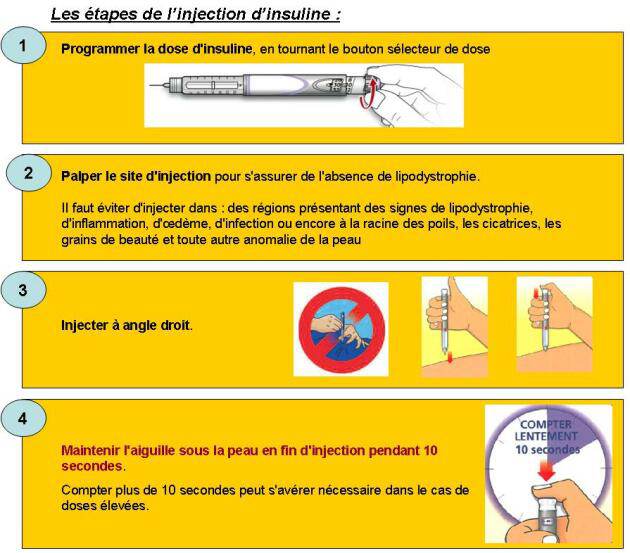 Les étapes de l'injection d'insuline :
1
Programmer la dose d'insuline, en tournant le bouton sélecteur de dose
2
Palper le site d'injection pour s'assurer de l'absence de lipodystrophie.
Il faut éviter d'injecter dans : des régions présentant des signes de lipodystrophie,
d'inflammation, d'œdème, d'infection ou encore à la racine des poils, les cicatrices, les
grains de beauté et toute autre anomalie de la peau
3
Injecter à angle droit.
4
Maintenir l'aiguille sous la peau en fin d'injection pendant 10
secondes.
Compter plus de 10 secondes peut s'avérer nécessaire dans le cas de
doses élevées.
COMPTER
LENTEMENT
10 secondes